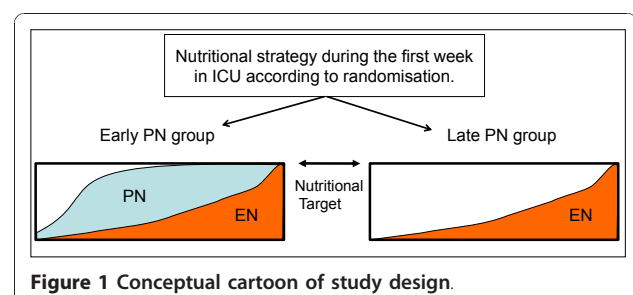 Nutritional strategy during the first week
in ICU according to randomisation.
Early PN group
Late PN group
PN
EN
Nutritional
Target
EN
Figure 1 Conceptual cartoon of study design.